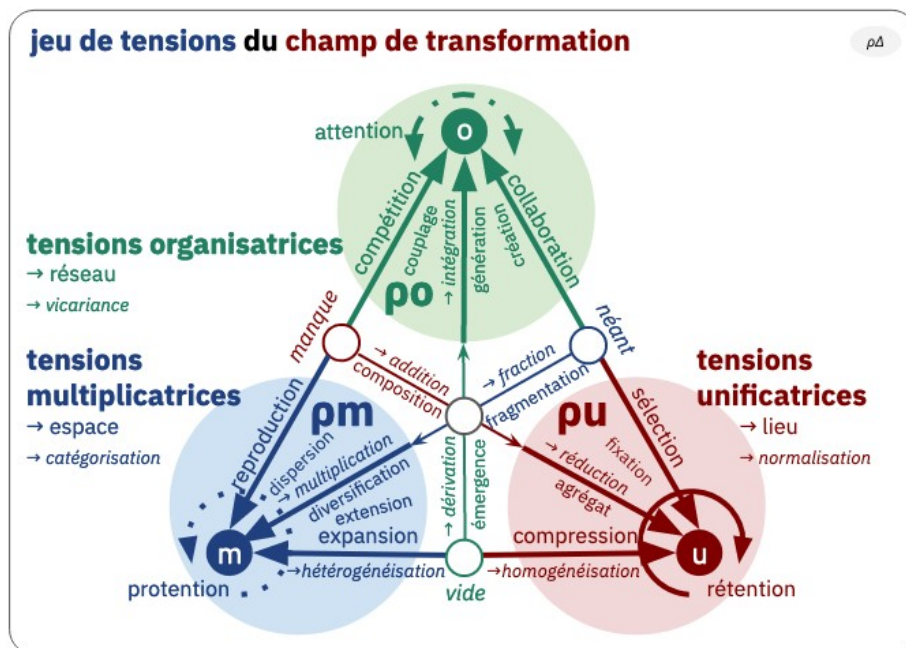 jeu de tensions du champ de transformation
ρΔ
attention
o
compétition
couplage
→ intégration
génération
création
collaboration
ρo
tensions organisatrices
→ réseau
→ vicariance
manque
néant
tensions
multiplicatrices
→ espace
→ catégorisation
tensions
unificatrices
→ lieu
→ normalisation
→ addition
composition
→ fraction
fragmentation
reproduction
ρm
dispersion
→ multiplication
diversification
extension
expansion
→ dérivation
émergence
ρu
sélection
fixation
→ réduction
agrégat
compression
m
u
→hétérogénéisation
→homogénéisation
protention
vide
rétention